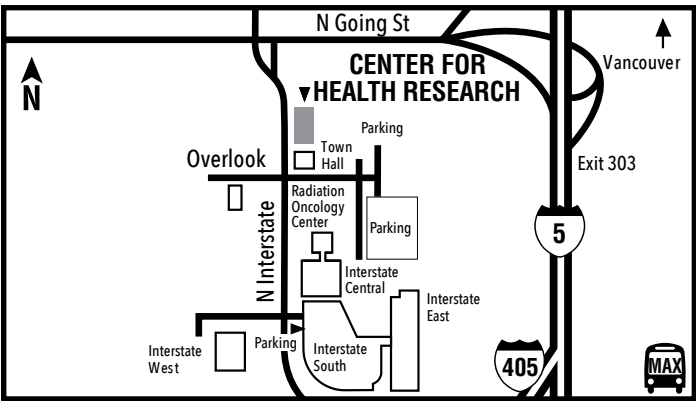 N Going St
CENTER FOR
HEALTH RESEARCH
Vancouver
N
Parking
Town
Hall
Overlook
Exit 303
Radiation
Oncology
Center
Parking
5
N Interstate
Interstate
Central
Interstate
East
Parking
Interstate
West
Interstate
South
405
MAX